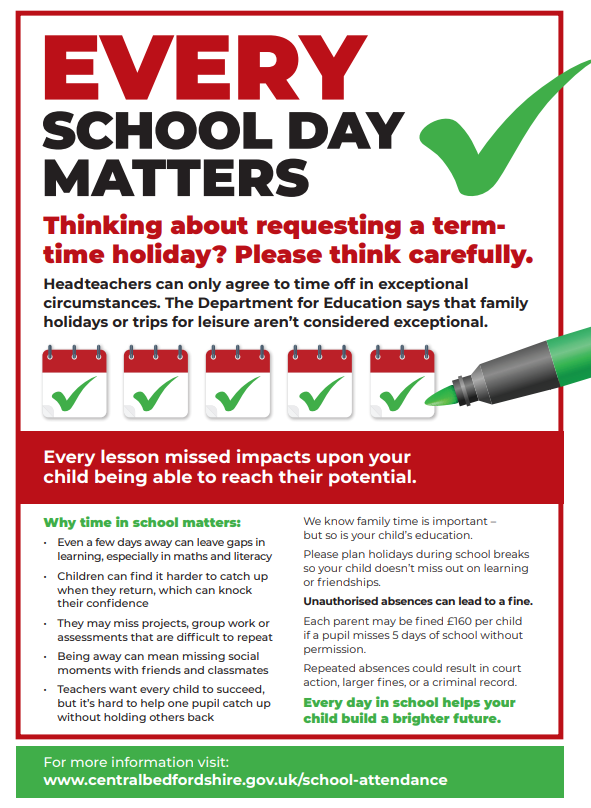 EVERY
SCHOOL DAY
MATTERS
Thinking about requesting a term-
time holiday? Please think carefully.
Headteachers can only agree to time off in exceptional
circumstances. The Department for Education says that family
holidays or trips for leisure aren't considered exceptional.
Every lesson missed impacts upon your
child being able to reach their potential.
Why time in school matters:
• Even a few days away can leave gaps in
learning, especially in maths and literacy
• Children can find it harder to catch up
when they return, which can knock
their confidence
• They may miss projects, group work or
assessments that are difficult to repeat
• Being away can mean missing social
moments with friends and classmates
• Teachers want every child to succeed,
but it's hard to help one pupil catch up
without holding others back
We know family time is important –
but so is your child's education.
Please plan holidays during school breaks
so your child doesn't miss out on learning
or friendships.
Unauthorised absences can lead to a fine.
Each parent may be fined £160 per child
if a pupil misses 5 days of school without
permission.
Repeated absences could result in court
action, larger fines, or a criminal record.
Every day in school helps your
child build a brighter future.
For more information visit:
www.centralbedfordshire.gov.uk/school-attendance